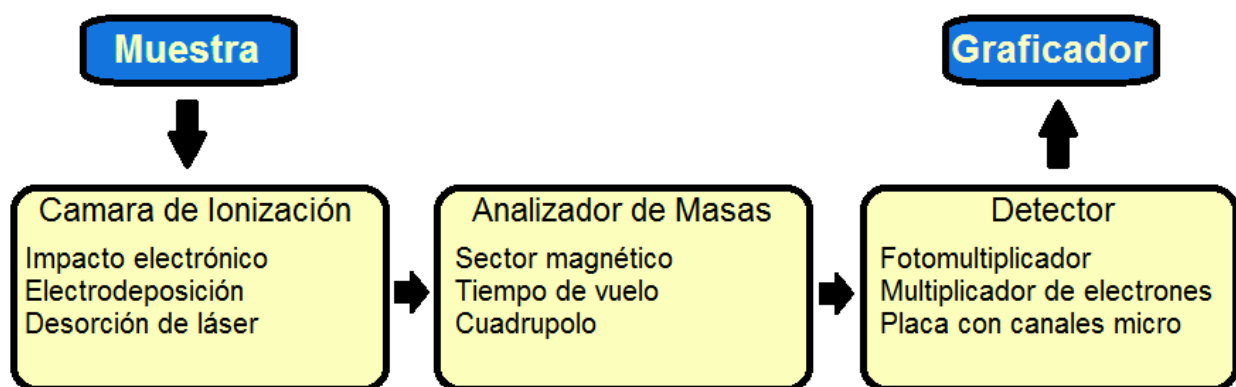 Muestra
Graficador
Camara de Ionización
Impacto electrónico
Electrodeposición
Desorción de láser
Analizador de Masas
Sector magnético
Tiempo de vuelo
Cuadrupolo
Detector
Fotomultiplicador
Multiplicador de electrones
Placa con canales micro